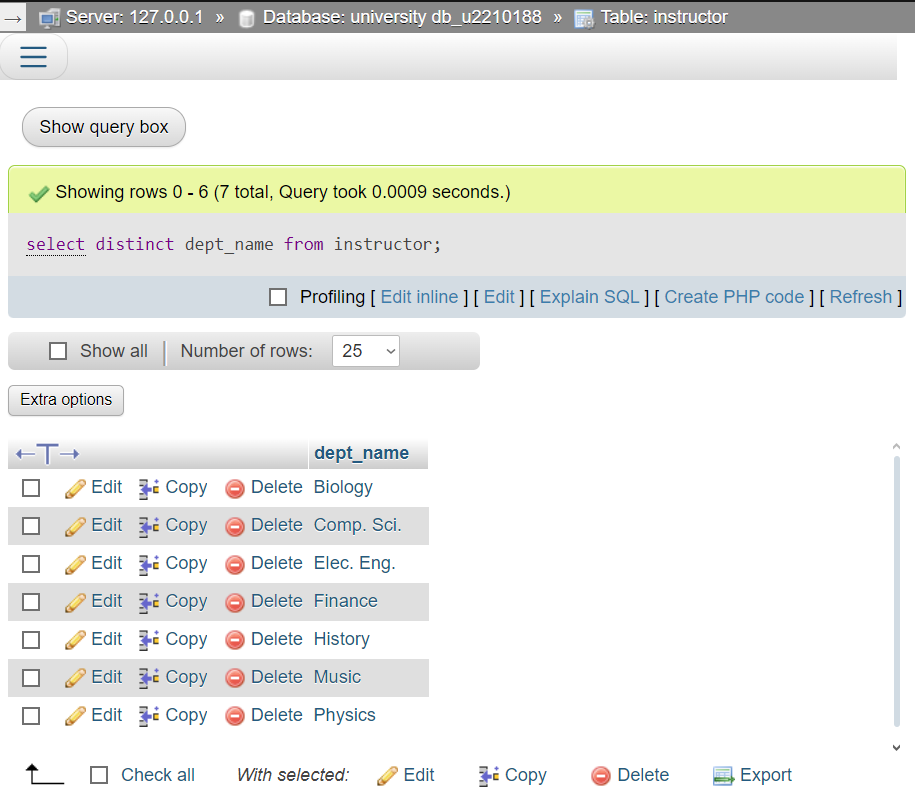 Server: 127.0.0.1 » Database: university db_u2210188 » Table: instructor
Show query box
Showing rows 0 - 6 (7 total, Query took 0.0009 seconds.)
select distinct dept_name from instructor;
Profiling [ Edit inline ] [ Edit ] [ Explain SQL ] [ Create PHP code ] [ Refresh ]
Show all Number of rows: 25
Extra options
←T→ dept_name
Edit Copy Delete Biology
Edit Copy Delete Comp. Sci.
Edit Copy Delete Elec. Eng.
Edit Copy Delete Finance
Edit Copy Delete History
Edit Copy Delete Music
Edit Copy Delete Physics
Check all With selected: Edit Copy Delete Export